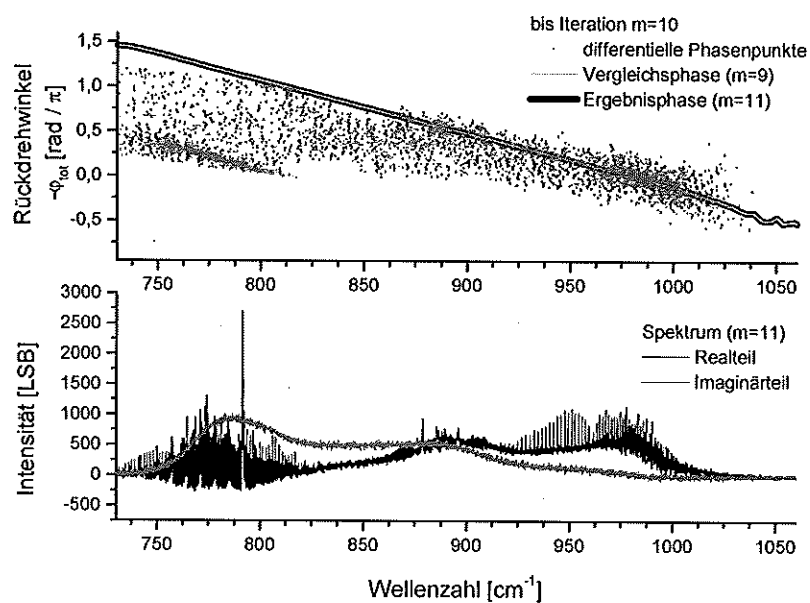 bis Iteration m=10
differentielle Phasenpunkte
Vergleichsphase (m=9)
Ergebnisphase (m=11)
Rückdrehwinkel
-φtot [rad / π]
1,5
1,0
0,5
0,0
-0,5
750
800
850
900
950
1000
1050
Spektrum (m=11)
Realteil
Imaginärteil
Intensität [LSB]
3000
2500
2000
1500
1000
500
0
-500
750
800
850
900
950
1000
1050
Wellenzahl [cm⁻¹]